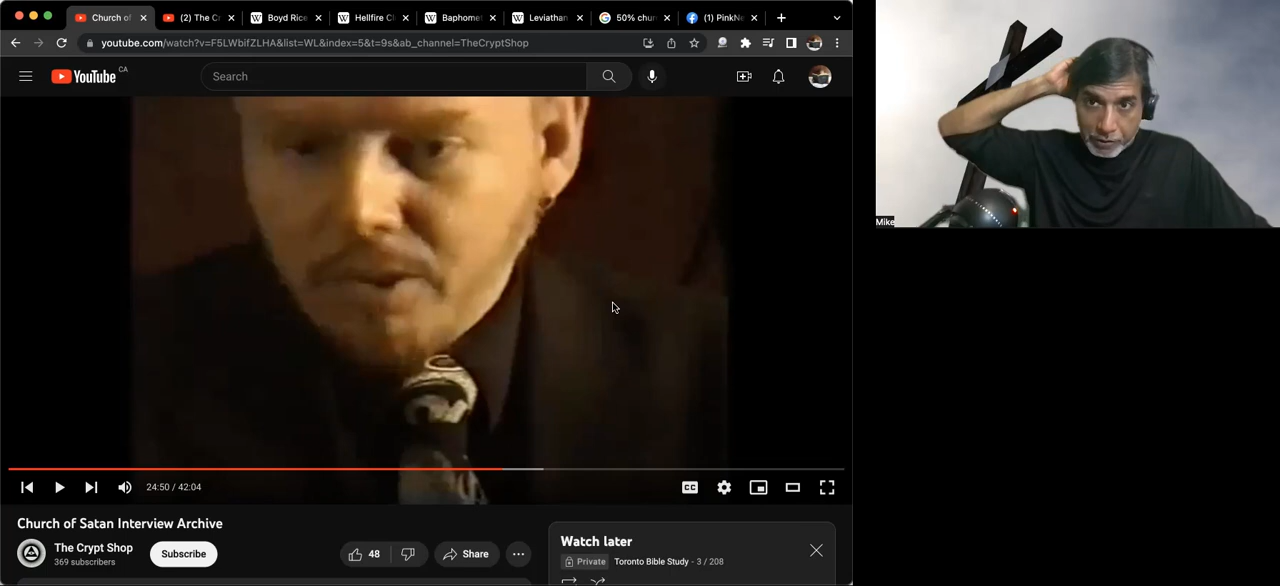 Church of
(2) The Cr
Boyd Rice
Hellfire Cl
Baphomet
Leviathan
50% chur
(1) PinkNe
youtube.com/watch?v=F5LWbifZLHA&list=WL&index=5&t=9s&ab_channel=TheCryptShop
YouTube CA
Search
Mike
24:50 / 42:04
CC
Church of Satan Interview Archive
The Crypt Shop
369 subscribers
Subscribe
48
Share
Watch later
Private
Toronto Bible Study - 3 / 208